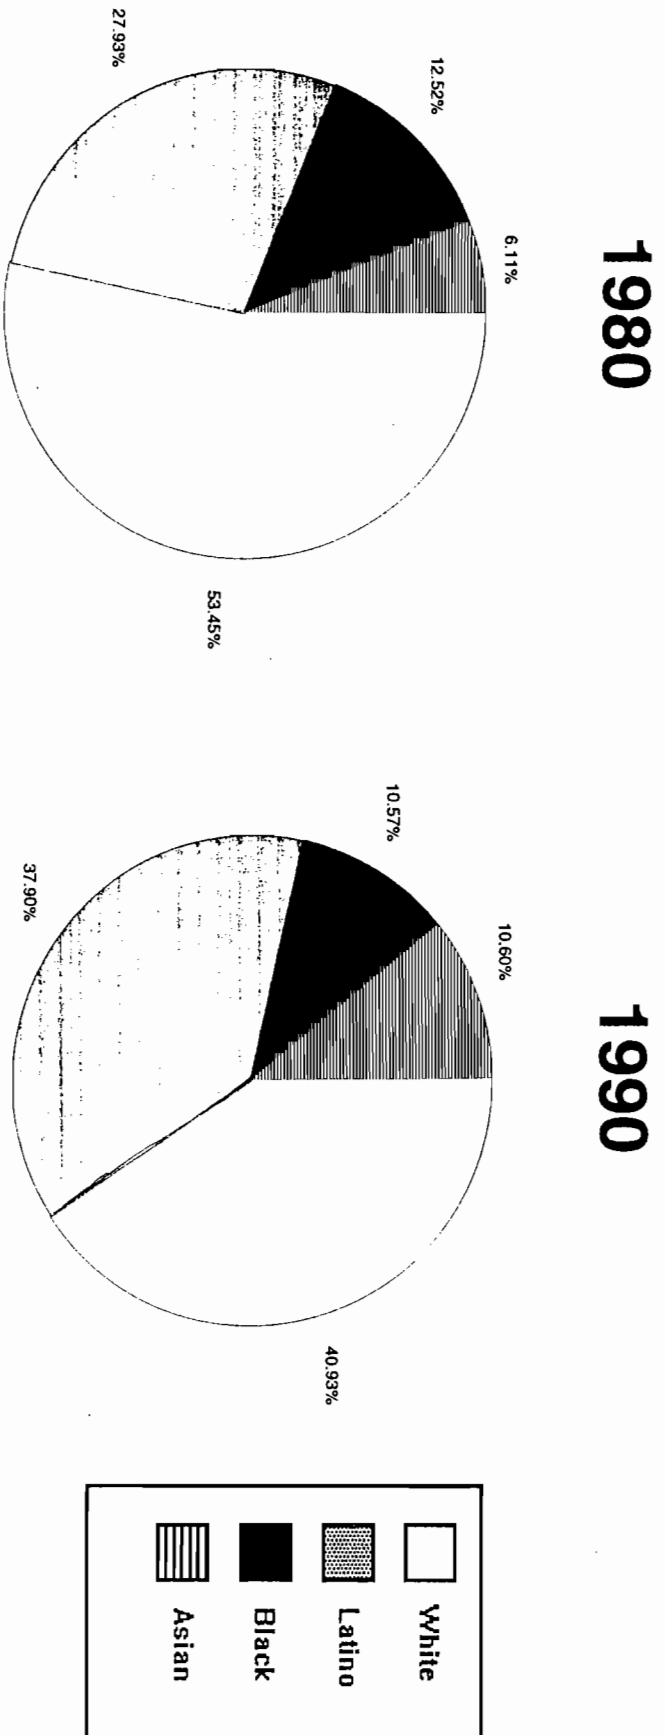 1980
6.11%
12.52%
27.93%
53.45%
1990
10.60%
10.57%
37.90%
40.93%
White
Latino
Black
Asian